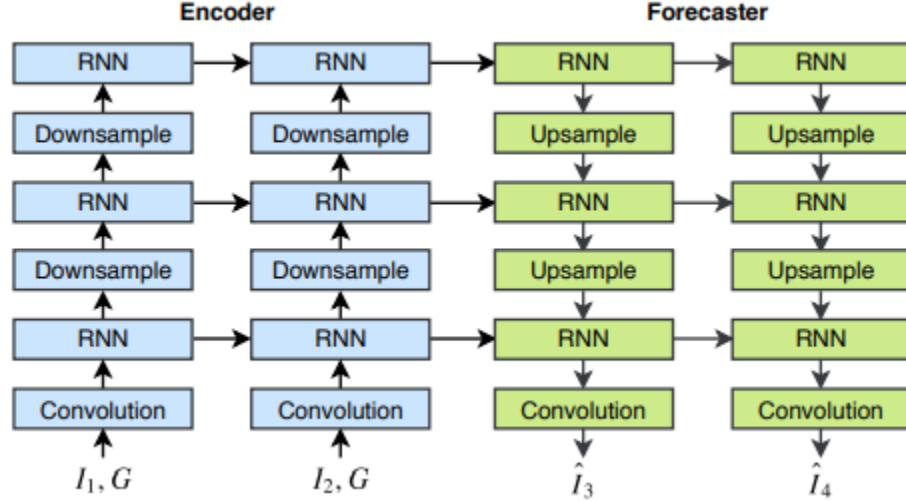 Encoder Forecaster
RNN RNN RNN RNN
Downsample Downsample Upsample Upsample
RNN RNN RNN RNN
Downsample Downsample Upsample Upsample
RNN RNN RNN RNN
Convolution Convolution Convolution Convolution
I₁, G I₂, G Î₃ Î₄